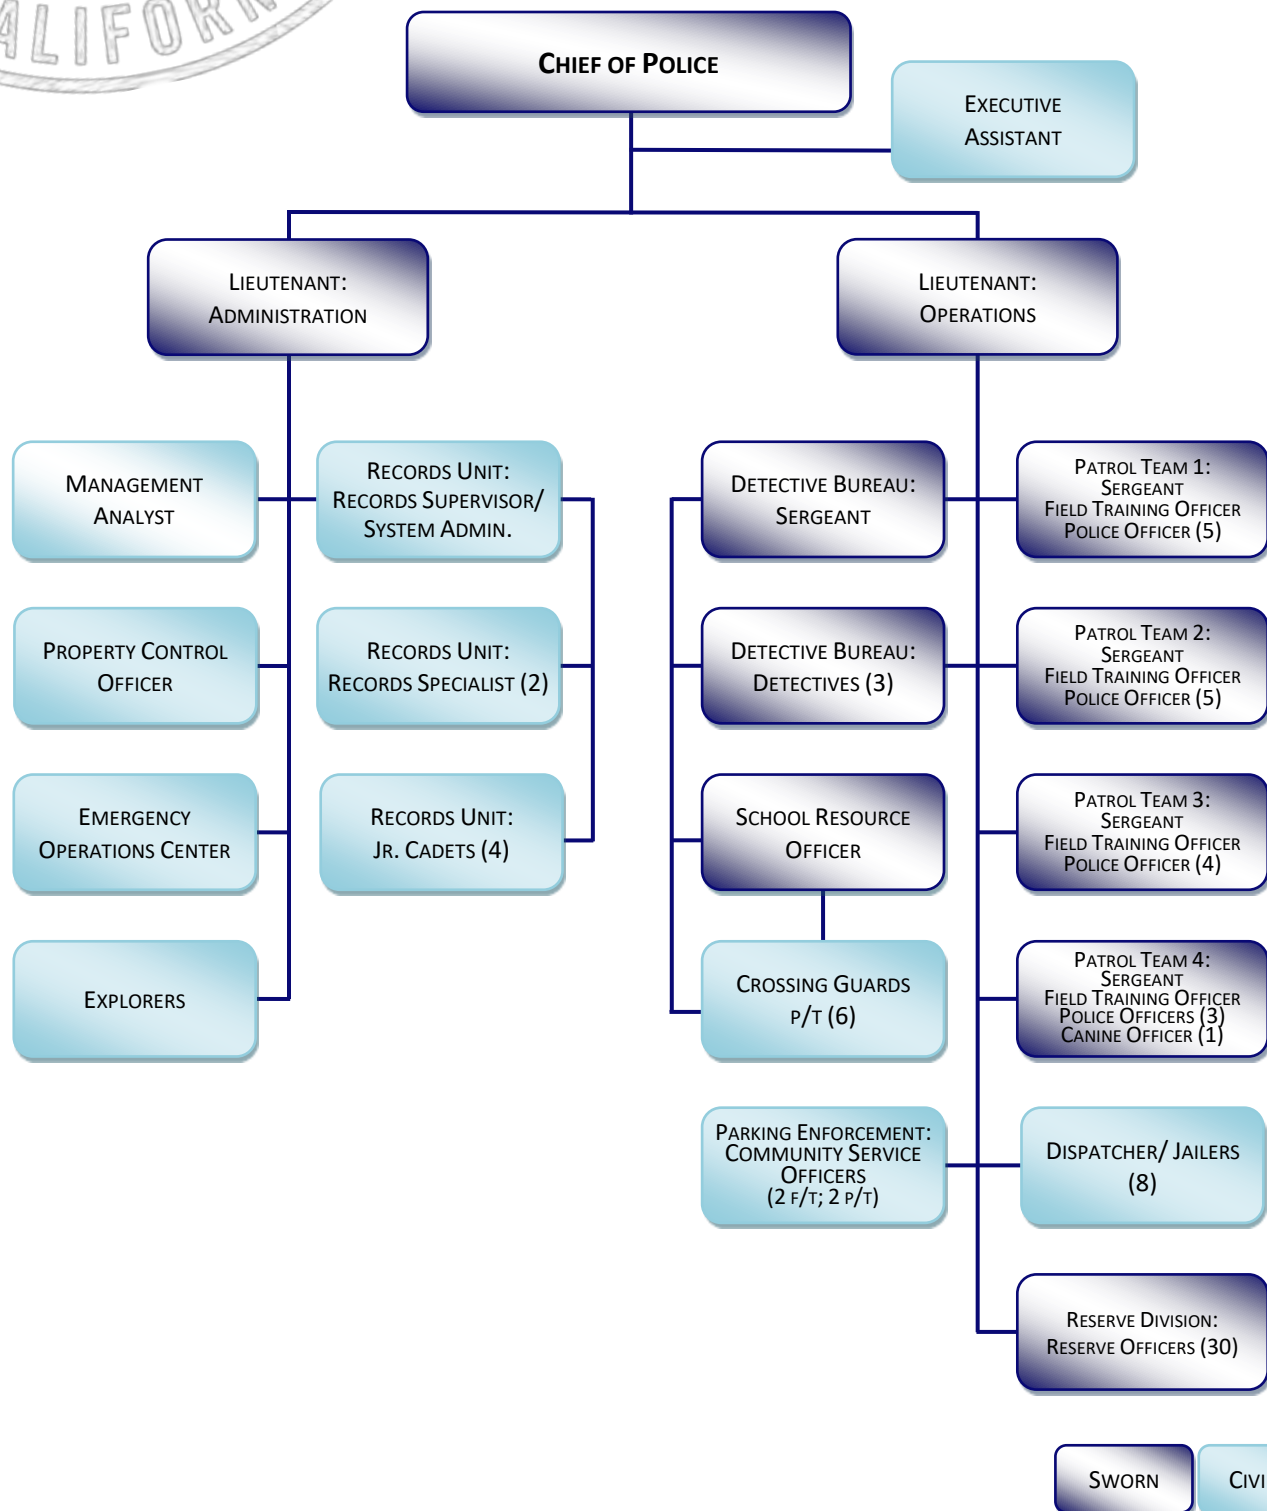 CHIEF OF POLICE
EXECUTIVE
ASSISTANT
LIEUTENANT:
ADMINISTRATION
LIEUTENANT:
OPERATIONS
MANAGEMENT
ANALYST
RECORDS UNIT:
RECORDS SUPERVISOR/
SYSTEM ADMIN.
DETECTIVE BUREAU:
SERGEANT
PATROL TEAM 1:
SERGEANT
FIELD TRAINING OFFICER
POLICE OFFICER (5)
PROPERTY CONTROL
OFFICER
RECORDS UNIT:
RECORDS SPECIALIST (2)
DETECTIVE BUREAU:
DETECTIVES (3)
PATROL TEAM 2:
SERGEANT
FIELD TRAINING OFFICER
POLICE OFFICER (5)
EMERGENCY
OPERATIONS CENTER
RECORDS UNIT:
JR. CADETS (4)
SCHOOL RESOURCE
OFFICER
PATROL TEAM 3:
SERGEANT
FIELD TRAINING OFFICER
POLICE OFFICER (4)
EXPLORERS
CROSSING GUARDS
P/T (6)
PATROL TEAM 4:
SERGEANT
FIELD TRAINING OFFICER
POLICE OFFICERS (3)
CANINE OFFICER (1)
PARKING ENFORCEMENT:
COMMUNITY SERVICE
OFFICERS
(2 F/T; 2 P/T)
DISPATCHER/ JAILERS
(8)
RESERVE DIVISION:
RESERVE OFFICERS (30)
SWORN